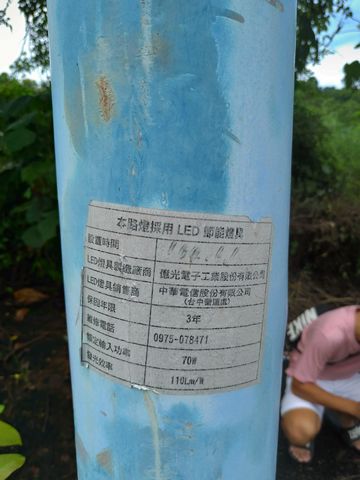 本路燈採用 LED 節能燈具
設置時間
LED燈具製造廠商 億光電子工業股份有限公司
LED燈具銷售商 中華電信股份有限公司
(台中營運處)
保固年限 3年
維修電話 0975-078471
額定輸入功率 70W
發光效率 110Lm/W